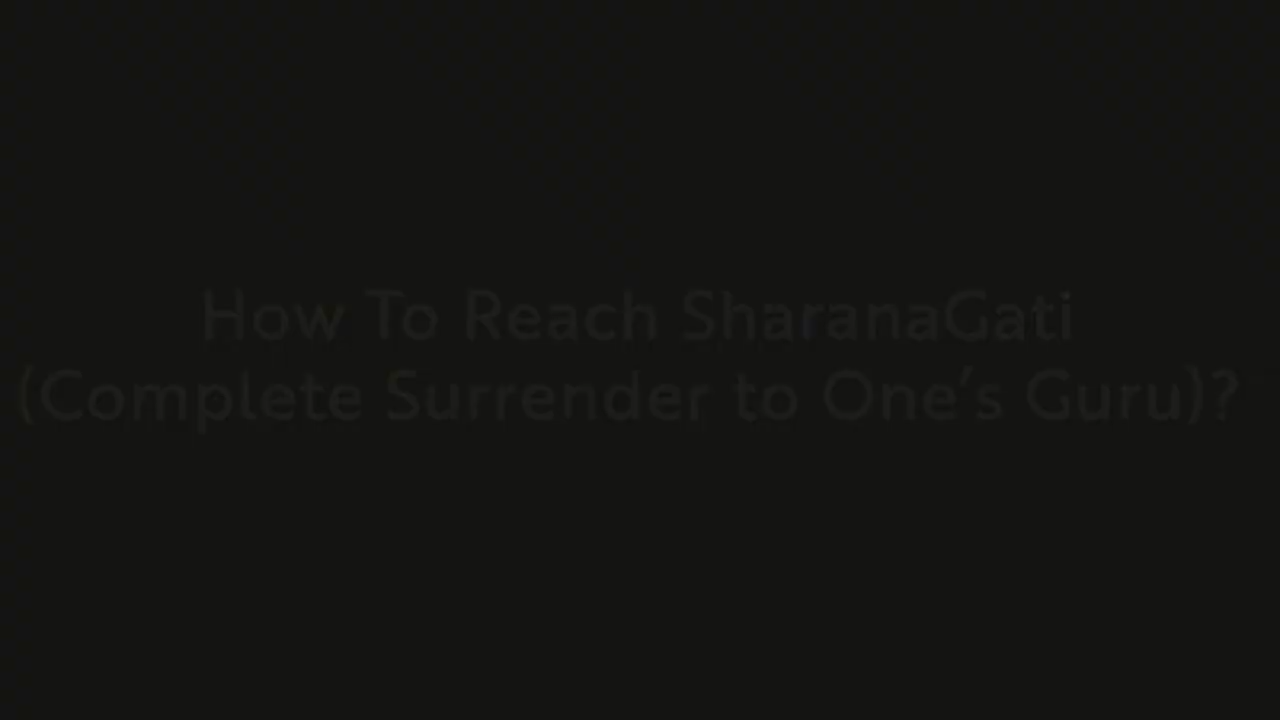 How To Reach SharanaGati
(Complete Surrender to One’s Guru)?